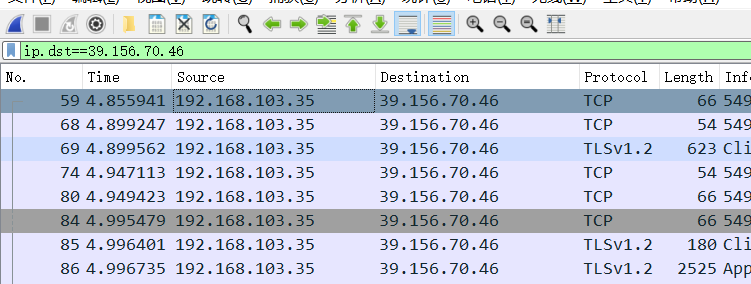 ip.dst==39.156.70.46
No. Time Source Destination Protocol Length Inf
59 4.855941 192.168.103.35 39.156.70.46 TCP 66 549
68 4.899247 192.168.103.35 39.156.70.46 TCP 54 549
69 4.899562 192.168.103.35 39.156.70.46 TLSv1.2 623 Cli
74 4.947113 192.168.103.35 39.156.70.46 TCP 54 549
80 4.949423 192.168.103.35 39.156.70.46 TCP 66 549
84 4.995479 192.168.103.35 39.156.70.46 TCP 66 549
85 4.996401 192.168.103.35 39.156.70.46 TLSv1.2 180 Cli
86 4.996735 192.168.103.35 39.156.70.46 TLSv1.2 2525 App